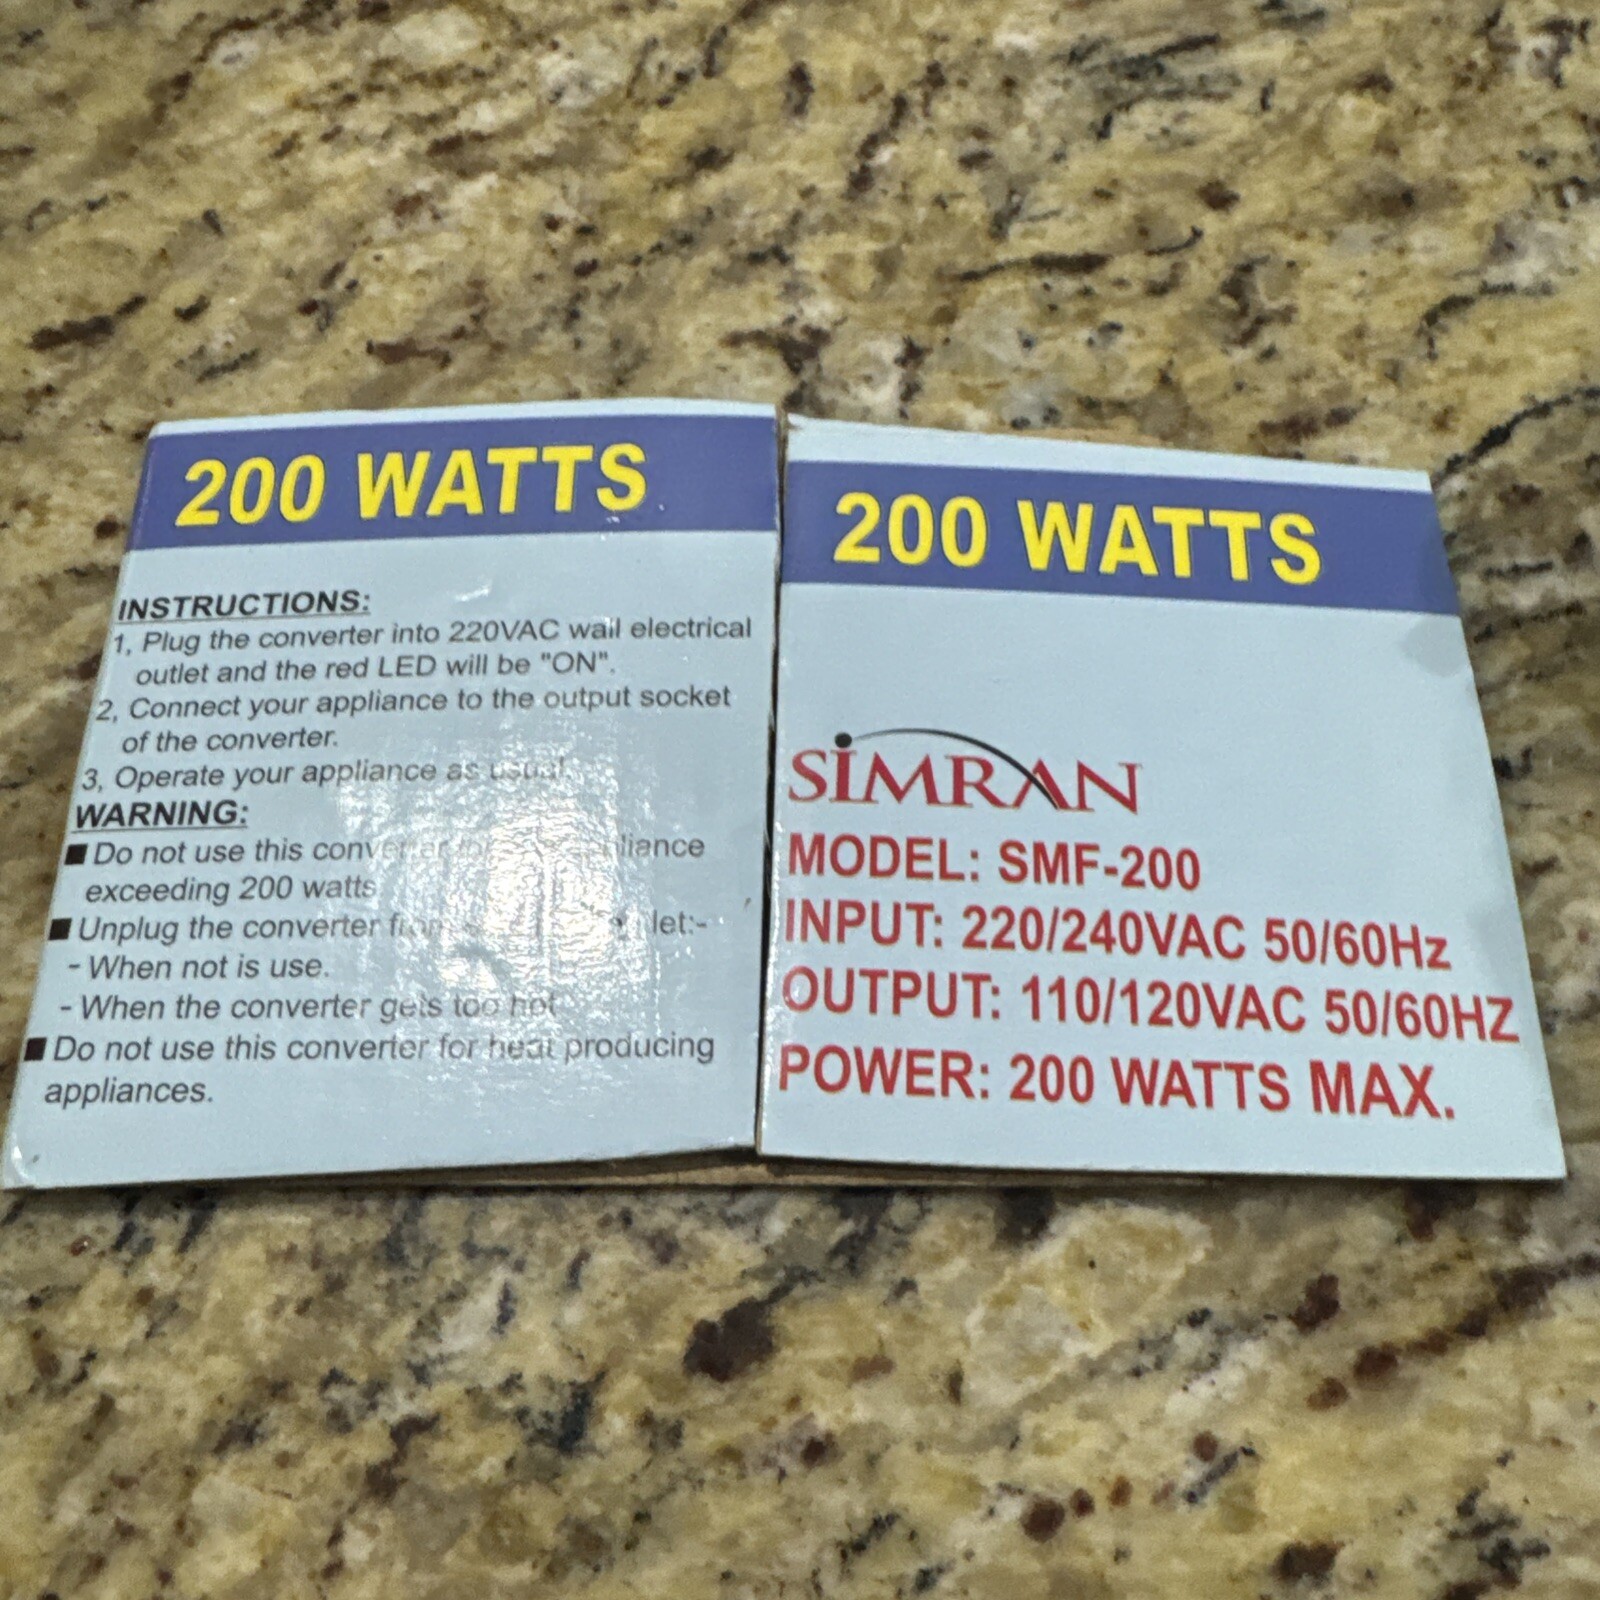 200 WATTS
INSTRUCTIONS:
1, Plug the converter into 220VAC wail electrical
outlet and the red LED will be "ON".
2, Connect your appliance to the output socket
of the converter.
3, Operate your appliance as usual.
WARNING:
■ Do not use this converter
exceeding 200 watts
■ Unplug the converter from
- When not is use.
- When the converter gets too hot
■ Do not use this converter for heat producing
appliances.
200 WATTS
SIMRAN
MODEL: SMF-200
INPUT: 220/240VAC 50/60Hz
OUTPUT: 110/120VAC 50/60HZ
POWER: 200 WATTS MAX.